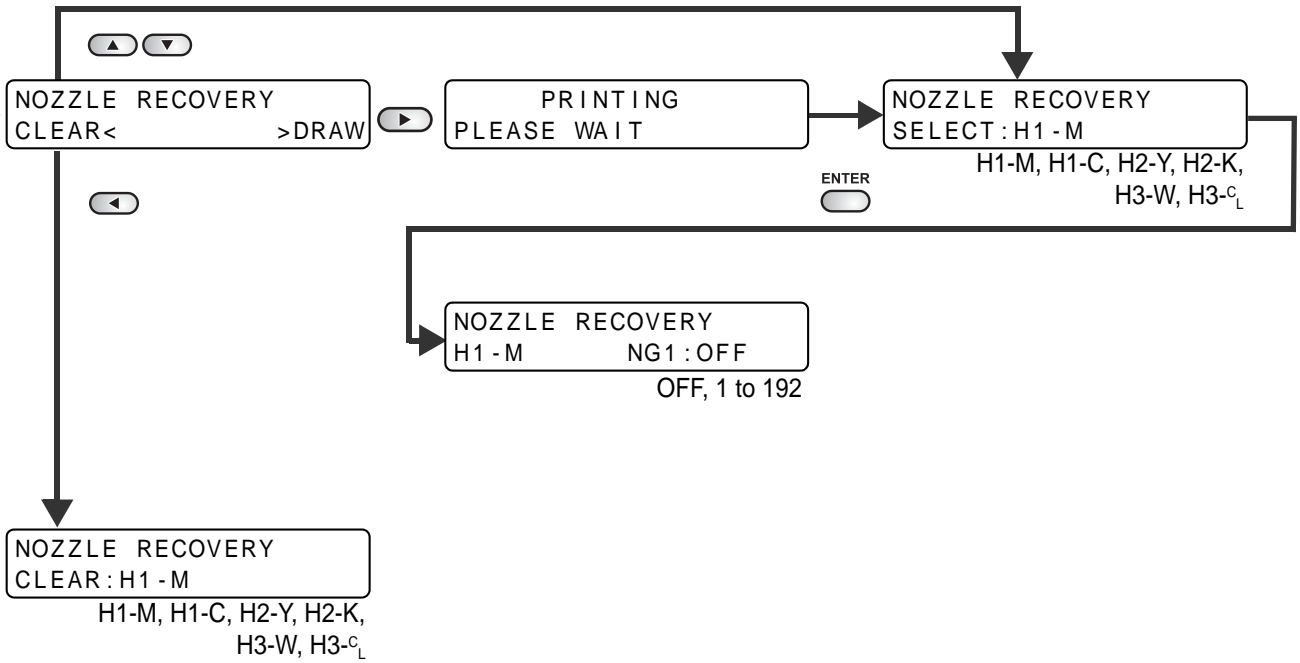 NOZZLE RECOVERY
CLEAR< >DRAW
PRINTING
PLEASE WAIT
NOZZLE RECOVERY
SELECT:H1-M
H1-M, H1-C, H2-Y, H2-K,
H3-W, H3-CL
ENTER
NOZZLE RECOVERY
H1-M NG1:OFF
OFF, 1 to 192
NOZZLE RECOVERY
CLEAR:H1-M
H1-M, H1-C, H2-Y, H2-K,
H3-W, H3-CL